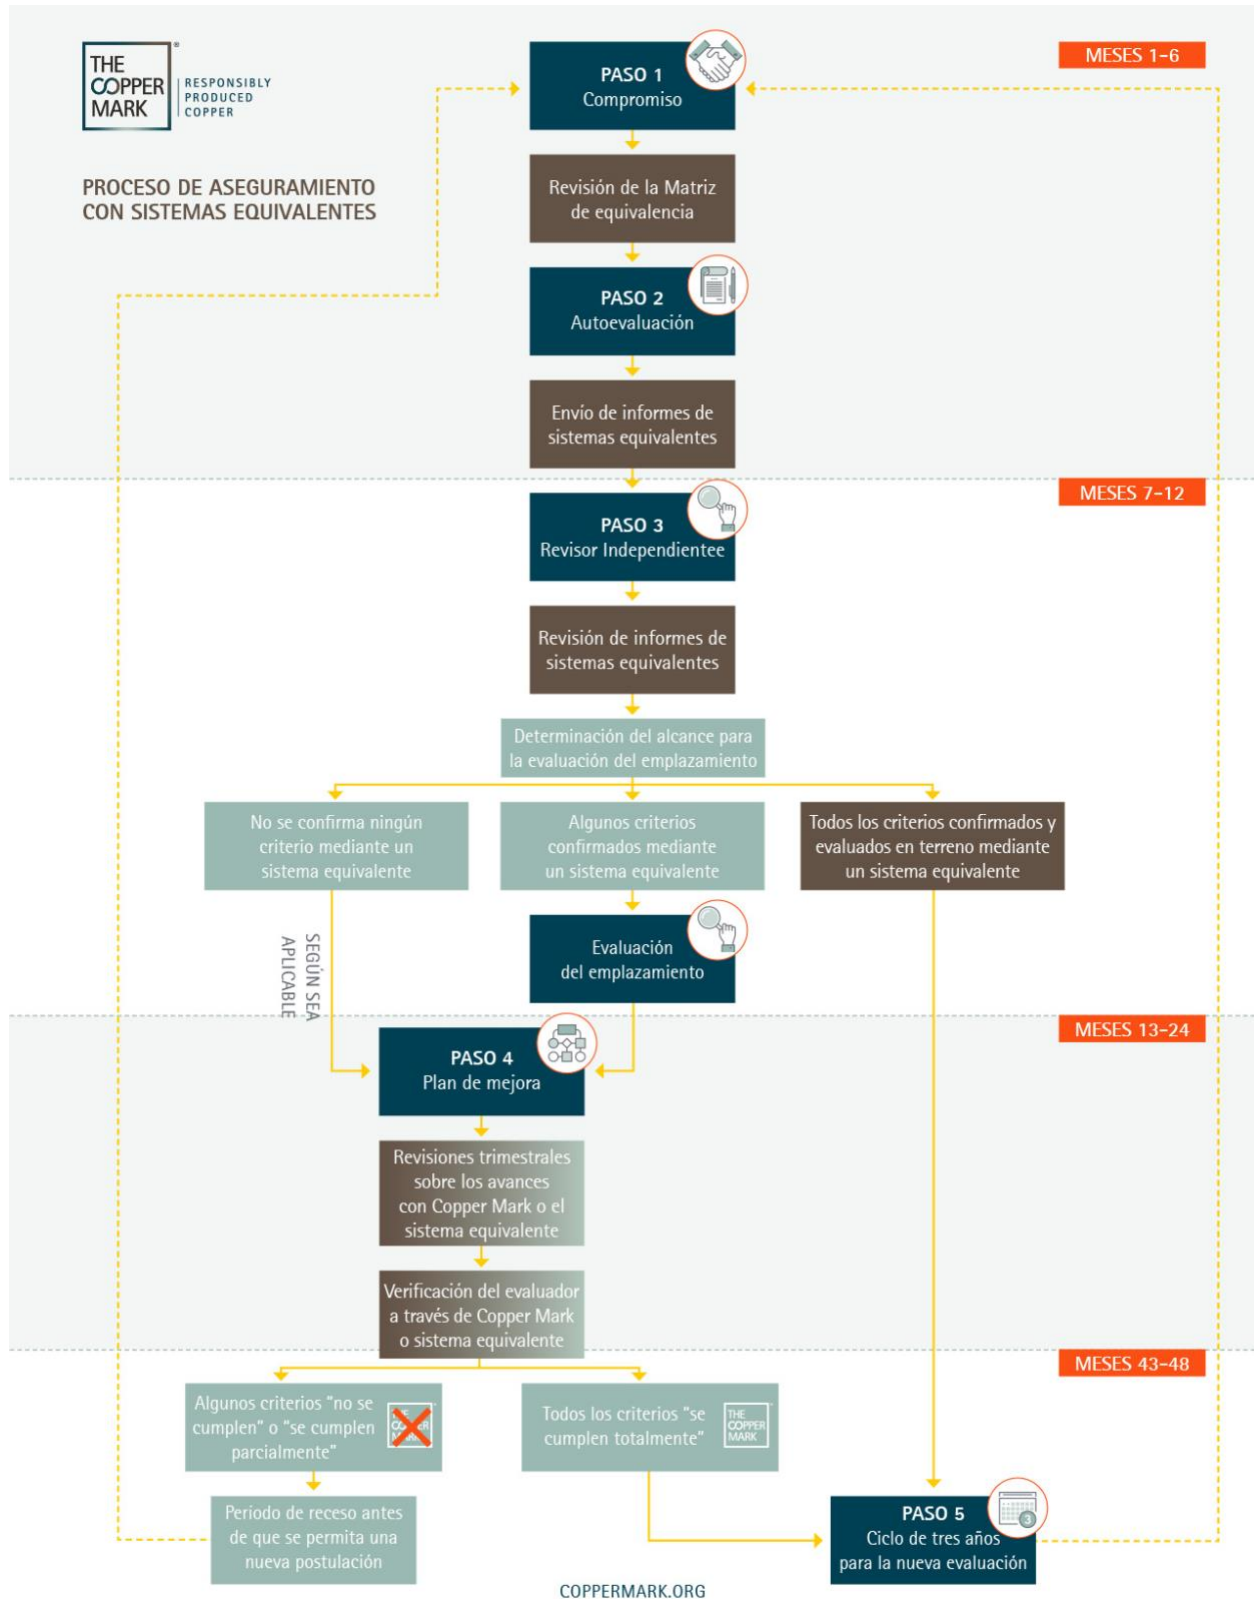 THE
COPPER
MARK
®
RESPONSIBLY
PRODUCED
COPPER
PROCESO DE ASEGURAMIENTO
CON SISTEMAS EQUIVALENTES
MESES 1-6
PASO 1
Compromiso
Revisión de la Matriz
de equivalencia
PASO 2
Autoevaluación
Envío de informes de
sistemas equivalentes
MESES 7-12
PASO 3
Revisor Independientee
Revisión de informes de
sistemas equivalentes
Determinación del alcance para
la evaluación del emplazamiento
No se confirma ningún
criterio mediante un
sistema equivalente
Algunos criterios
confirmados mediante
un sistema equivalente
Todos los criterios confirmados y
evaluados en terreno mediante
un sistema equivalente
SEGÚN SEA
APLICABLE
Evaluación
del emplazamiento
MESES 13-24
PASO 4
Plan de mejora
Revisiones trimestrales
sobre los avances
con Copper Mark o el
sistema equivalente
Verificación del evaluador
a través de Copper Mark
o sistema equivalente
MESES 43-48
Algunos criterios "no se
cumplen" o "se cumplen
parcialmente"
THE
COPPER
MARK
Todos los criterios "se
cumplen totalmente"
THE
COPPER
MARK
Periodo de receso antes
de que se permita una
nueva postulación
PASO 5
Ciclo de tres años
para la nueva evaluación
3
COPPERMARK.ORG